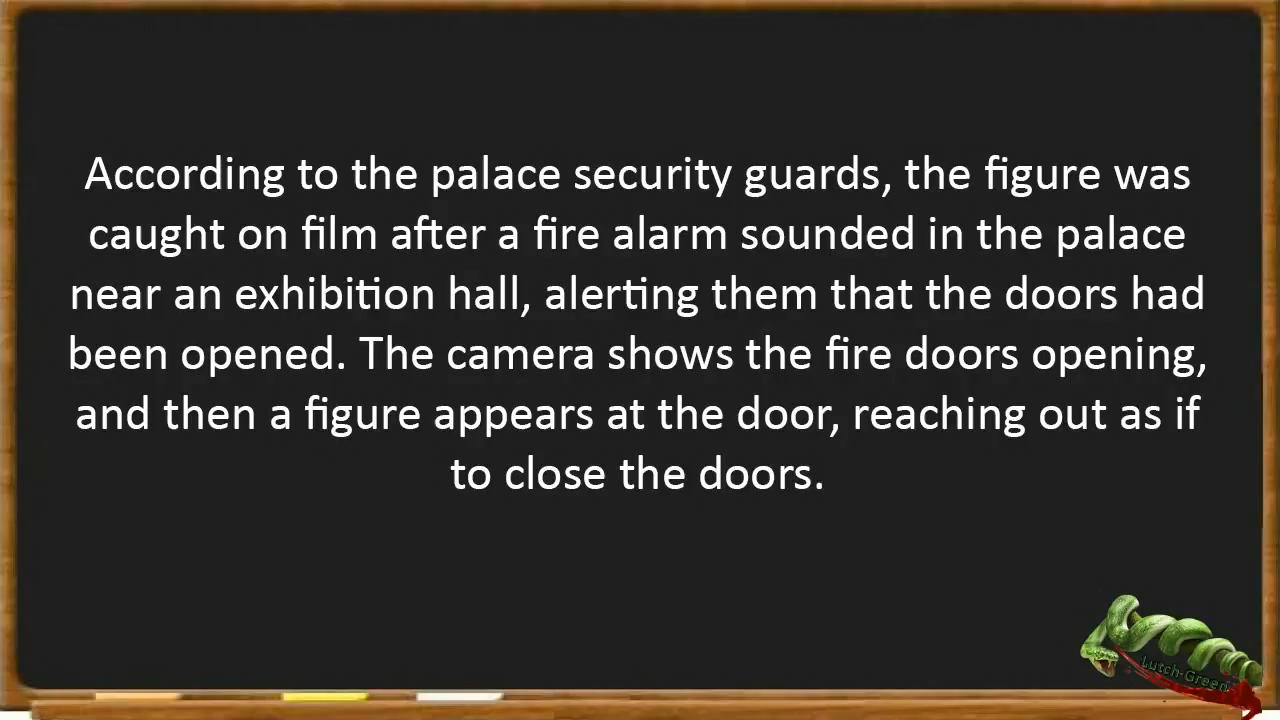 According to the palace security guards, the figure was
caught on film after a fire alarm sounded in the palace
near an exhibition hall, alerting them that the doors had
been opened. The camera shows the fire doors opening,
and then a figure appears at the door, reaching out as if
to close the doors.
Lutch-Green